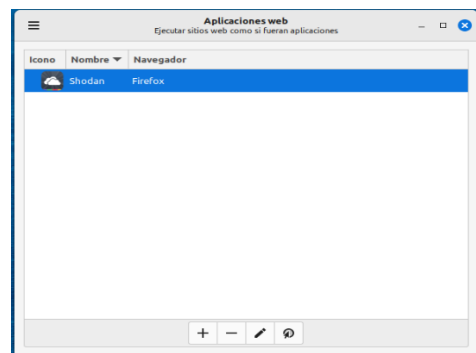 Aplicaciones web
Ejecutar sitios web como si fueran aplicaciones
Icono Nombre Navegador
Shodan Firefox